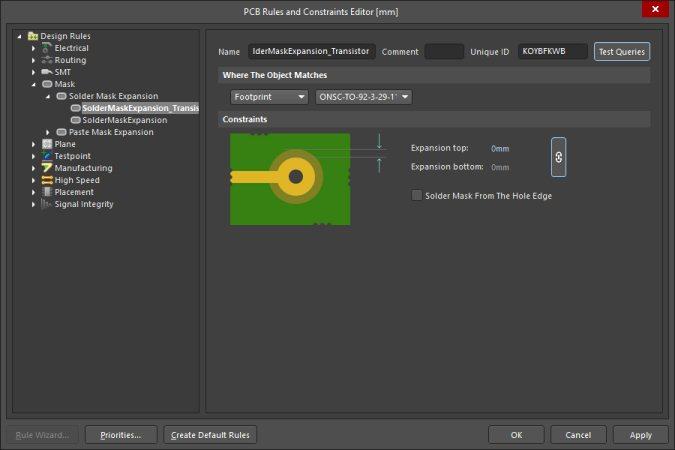 PCB Rules and Constraints Editor [mm]
Design Rules
Electrical
Routing
SMT
Mask
Solder Mask Expansion
SolderMaskExpansion_Transis
SolderMaskExpansion
Paste Mask Expansion
Plane
Testpoint
Manufacturing
High Speed
Placement
Signal Integrity
Name lderMaskExpansion_Transistor Comment Unique ID KOYBFKWB Test Queries
Where The Object Matches
Footprint ONSC-TO-92-3-29-11
Constraints
Expansion top: 0mm
Expansion bottom: 0mm
Solder Mask From The Hole Edge
Rule Wizard... Priorities... Create Default Rules OK Cancel Apply